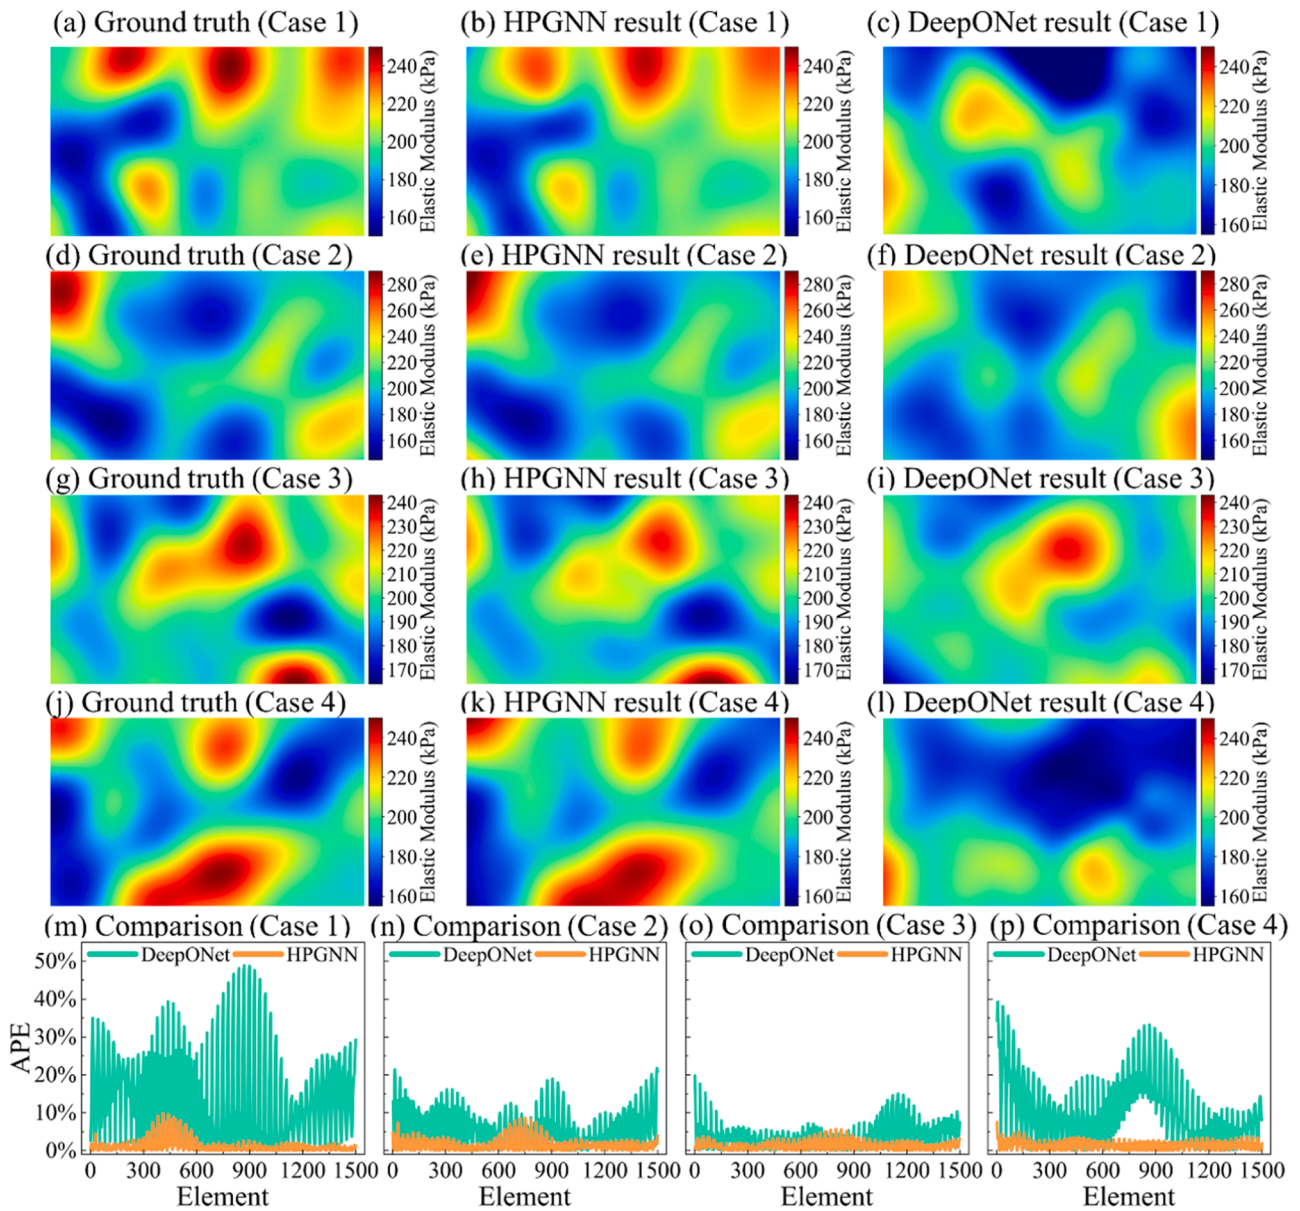 (a) Ground truth (Case 1)
(b) HPGNN result (Case 1)
(c) DeepONet result (Case 1)
240
220
200
180
160
Elastic Modulus (kPa)
240
220
200
180
160
Elastic Modulus (kPa)
240
220
200
180
160
Elastic Modulus (kPa)
(d) Ground truth (Case 2)
(e) HPGNN result (Case 2)
(f) DeepONet result (Case 2)
280
260
240
220
200
180
160
Elastic Modulus (kPa)
280
260
240
220
200
180
160
Elastic Modulus (kPa)
280
260
240
220
200
180
160
Elastic Modulus (kPa)
(g) Ground truth (Case 3)
(h) HPGNN result (Case 3)
(i) DeepONet result (Case 3)
240
230
220
210
200
190
180
170
Elastic Modulus (kPa)
240
230
220
210
200
190
180
170
Elastic Modulus (kPa)
240
230
220
210
200
190
180
170
Elastic Modulus (kPa)
(j) Ground truth (Case 4)
(k) HPGNN result (Case 4)
(l) DeepONet result (Case 4)
240
220
200
180
160
Elastic Modulus (kPa)
240
220
200
180
160
Elastic Modulus (kPa)
240
220
200
180
160
Elastic Modulus (kPa)
(m) Comparison (Case 1)
(n) Comparison (Case 2)
(o) Comparison (Case 3)
(p) Comparison (Case 4)
DeepONet HPGNN
DeepONet HPGNN
DeepONet HPGNN
DeepONet HPGNN
50%
40%
30%
20%
10%
0%
APE
0 300 600 900 1200 1500
0 300 600 900 1200 1500
0 300 600 900 1200 1500
0 300 600 900 1200 1500
Element
Element
Element
Element